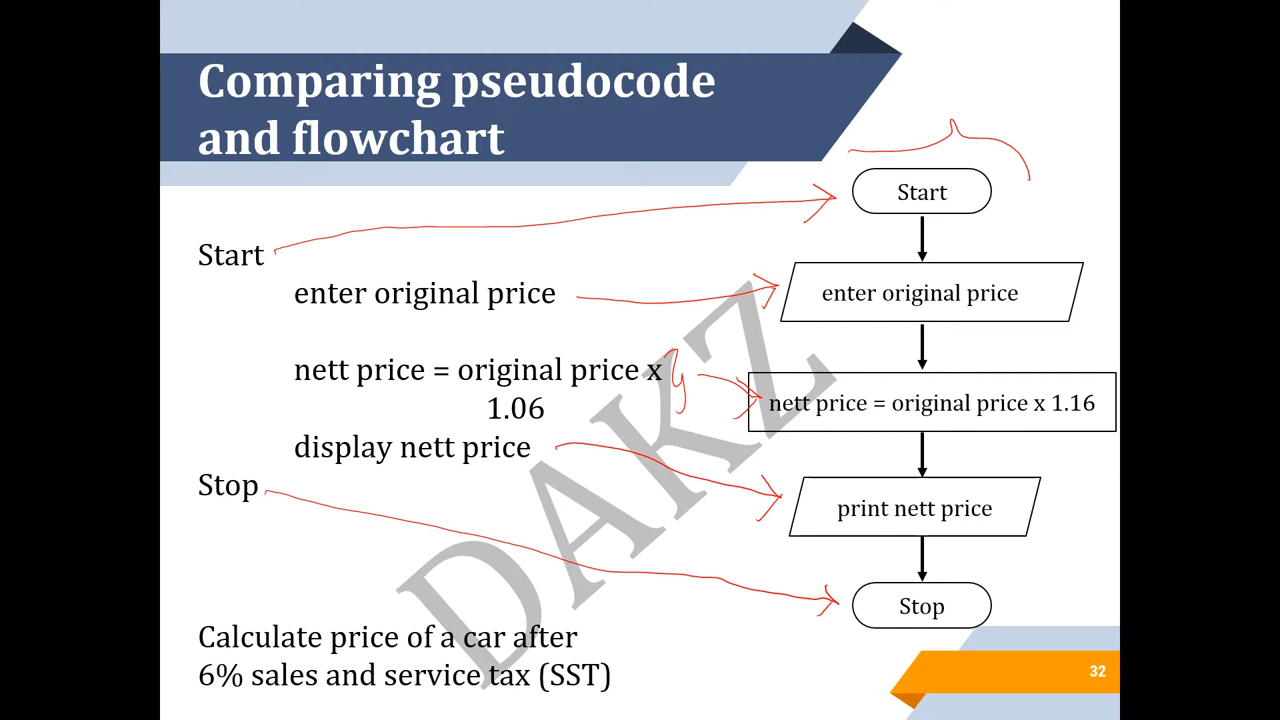 Comparing pseudocode
and flowchart
Start
enter original price
nett price = original price x
1.06
display nett price
Stop
Calculate price of a car after
6% sales and service tax (SST)
Start
enter original price
nett price = original price x 1.16
print nett price
Stop
DAKZ
32